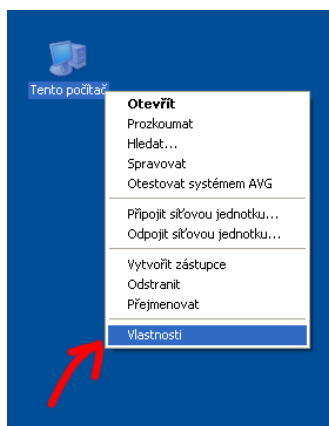 Tento počítač
Otevřít
Prozkoumat
Hledat...
Spravovat
Otestovat systémem AVG
Připojit síťovou jednotku...
Odpojit síťovou jednotku...
Vytvořit zástupce
Odstranit
Přejmenovat
Vlastnosti